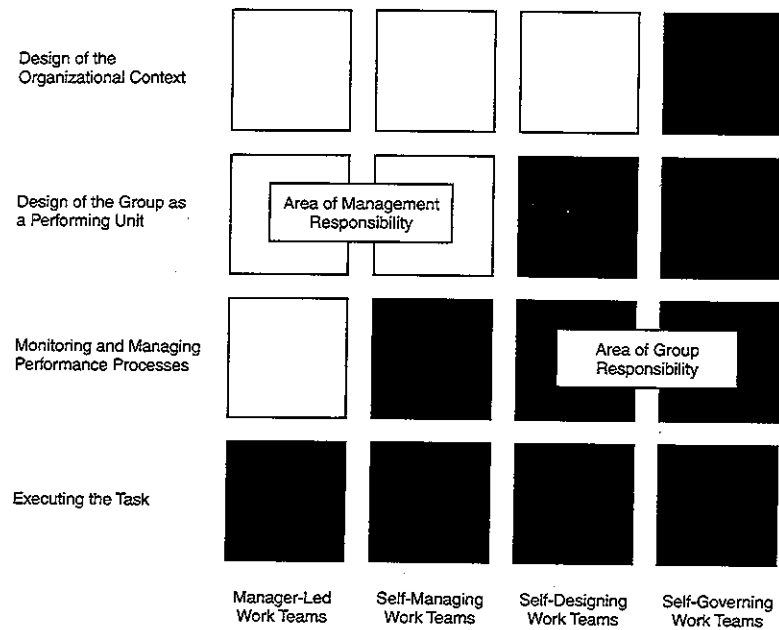 Design of the
Organizational Context
Design of the Group as
a Performing Unit
Area of Management
Responsibility
Monitoring and Managing
Performance Processes
Area of Group
Responsibility
Executing the Task
Manager-Led
Work Teams
Self-Managing
Work Teams
Self-Designing
Work Teams
Self-Governing
Work Teams